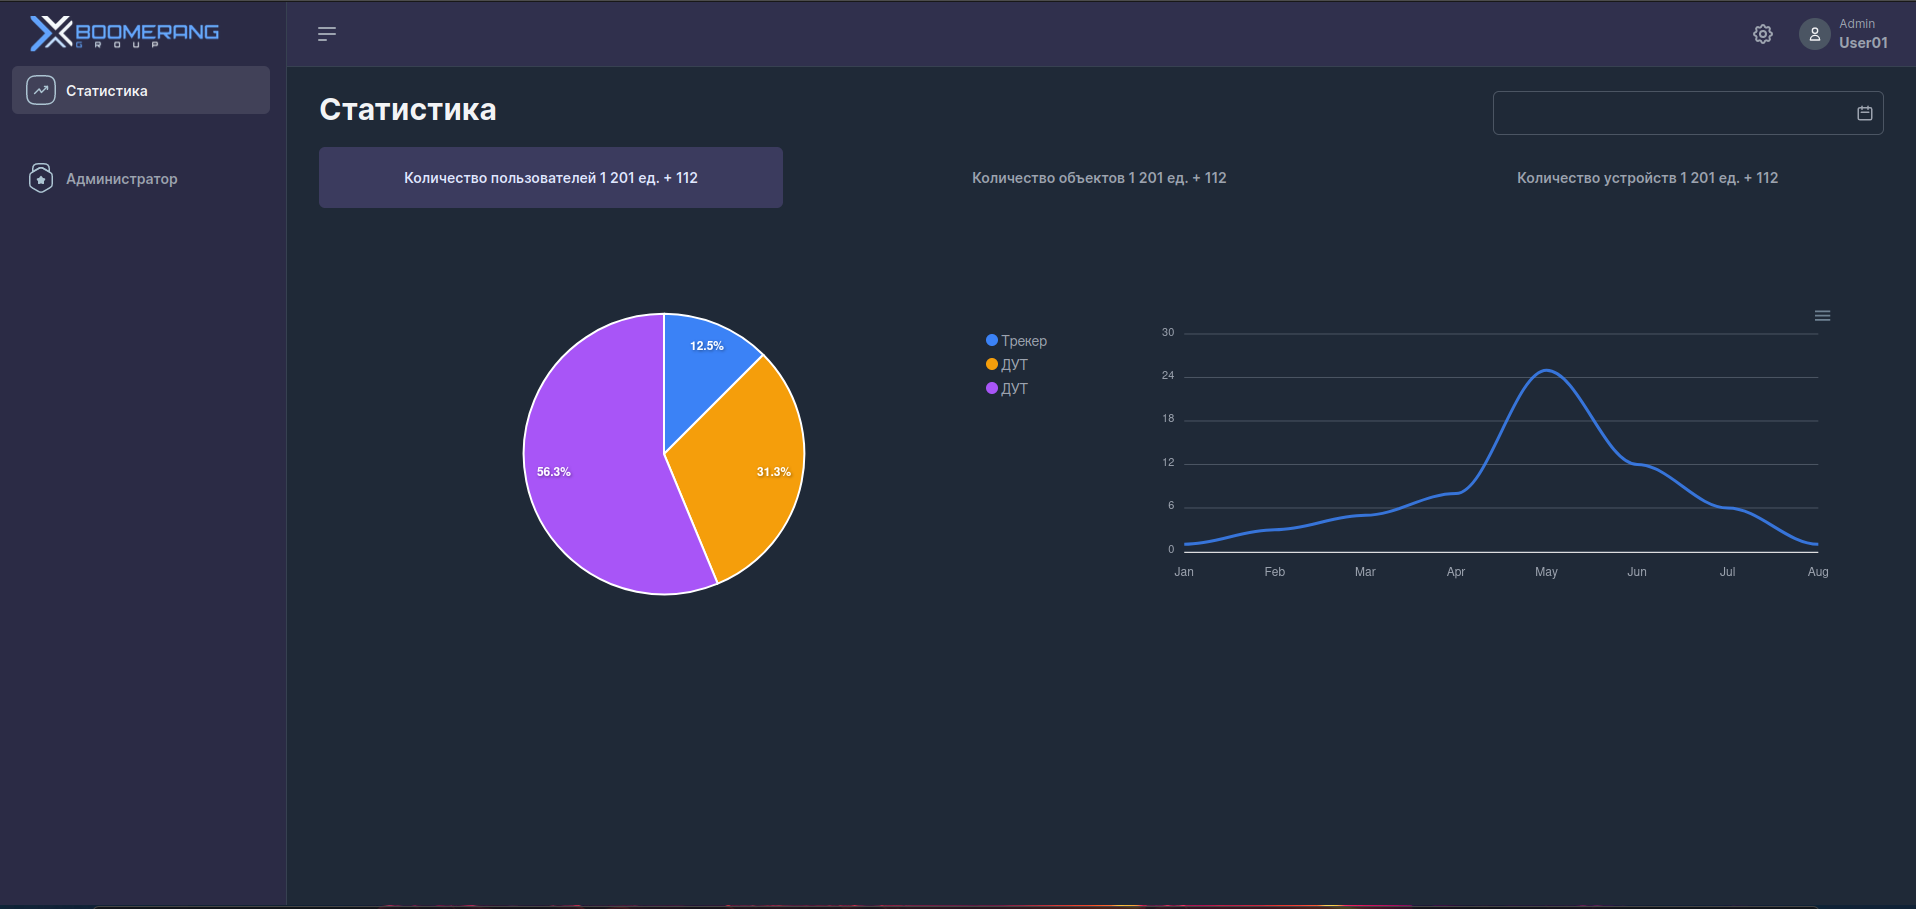 BOOMERANG
GROUP
Admin
User01
Статистика
Администратор
Статистика
Количество пользователей 1 201 ед. + 112
Количество объектов 1 201 ед. + 112
Количество устройств 1 201 ед. + 112
12.5%
31.3%
56.3%
Трекер
ДУТ
ДУТ
30
24
18
12
6
0
Jan Feb Mar Apr May Jun Jul Aug